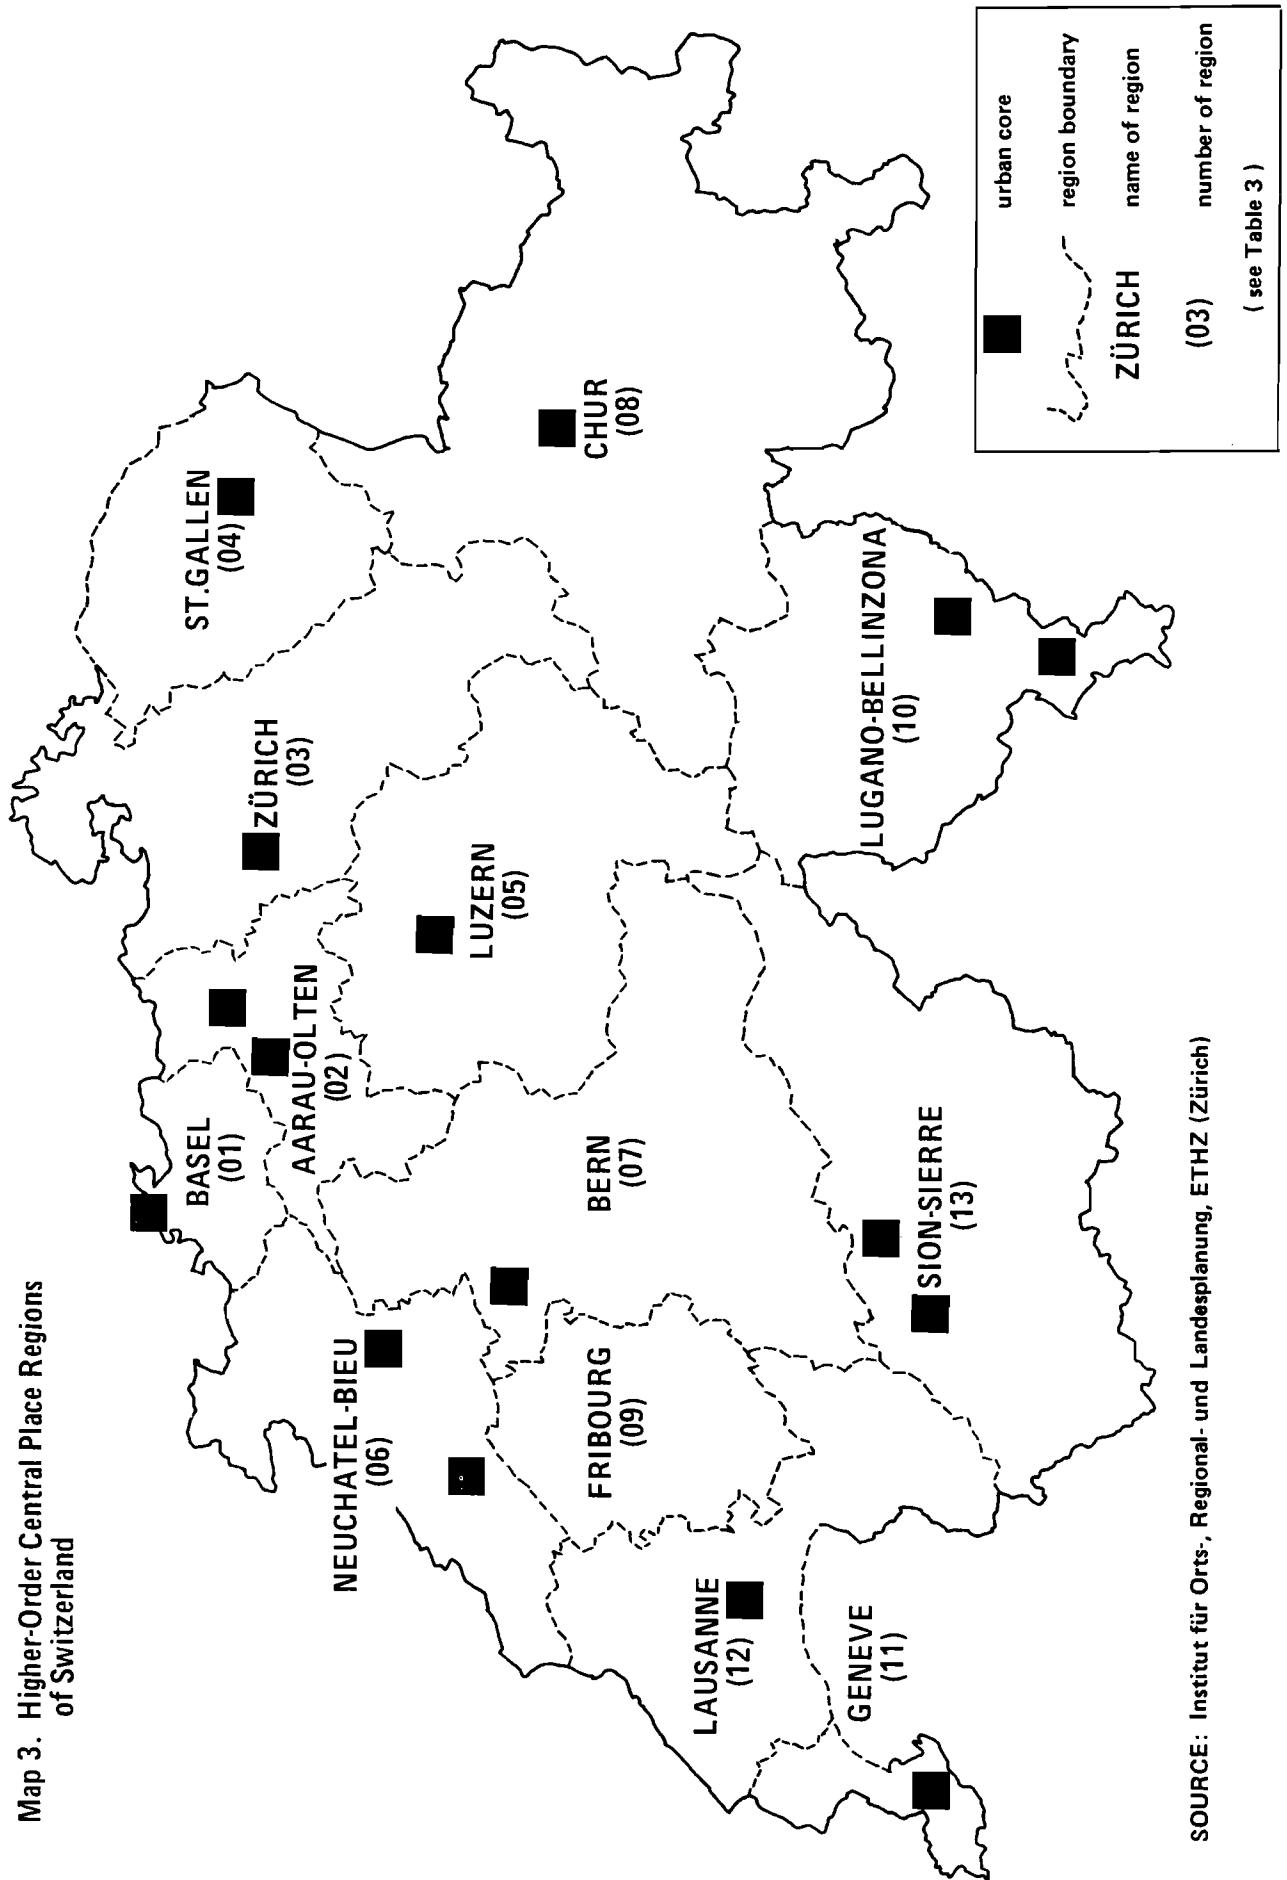 Map 3. Higher-Order Central Place Regions
of Switzerland
BASEL
(01)
AARAU-OLTEN
(02)
ZÜRICH
(03)
ST.GALLEN
(04)
LUZERN
(05)
NEUCHATEL-BIEU
(06)
BERN
(07)
CHUR
(08)
FRIBOURG
(09)
LUGANO-BELLINZONA
(10)
GENEVE
(11)
LAUSANNE
(12)
SION-SIERRE
(13)
urban core
region boundary
ZÜRICH name of region
(03) number of region
( see Table 3 )
SOURCE: Institut für Orts-, Regional- und Landesplanung, ETHZ (Zürich)